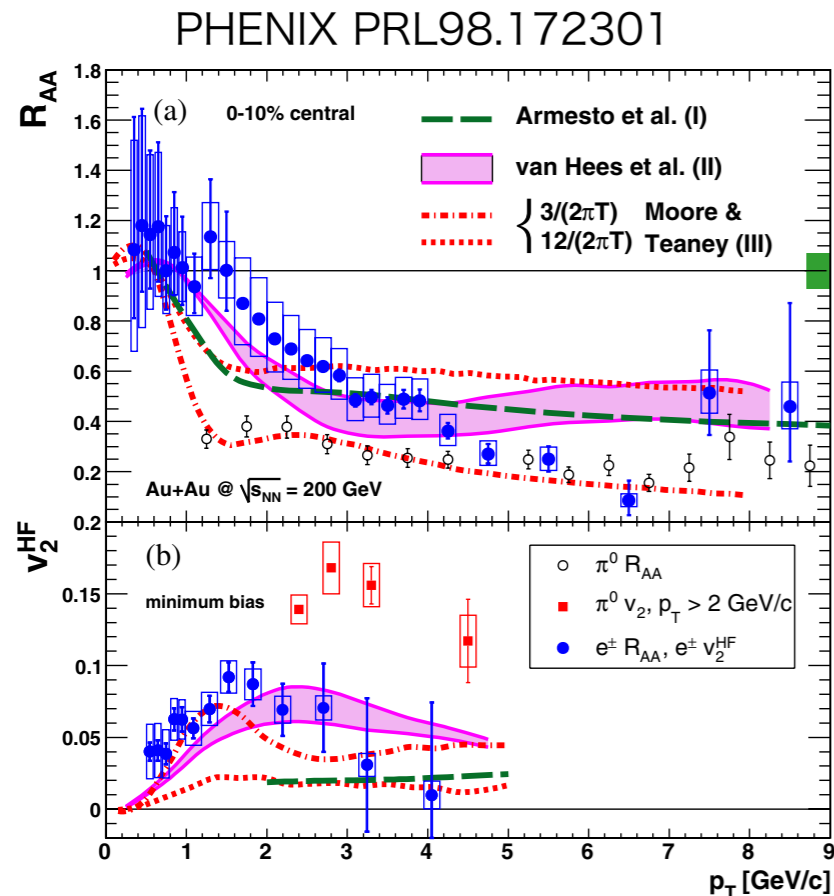 PHENIX PRL98.172301
R_AA
1.8
1.6
1.4
1.2
1
0.8
0.6
0.4
0.2
(a)
0-10% central
Armesto et al. (I)
van Hees et al. (II)
3/(2πT) Moore &
12/(2πT) Teaney (III)
Au+Au @ √s_NN = 200 GeV
v_2^HF
0.2
0.15
0.1
0.05
0
(b)
minimum bias
π⁰ R_AA
π⁰ v₂, p_T > 2 GeV/c
e± R_AA, e± v_2^HF
0 1 2 3 4 5 6 7 8 9
p_T [GeV/c]